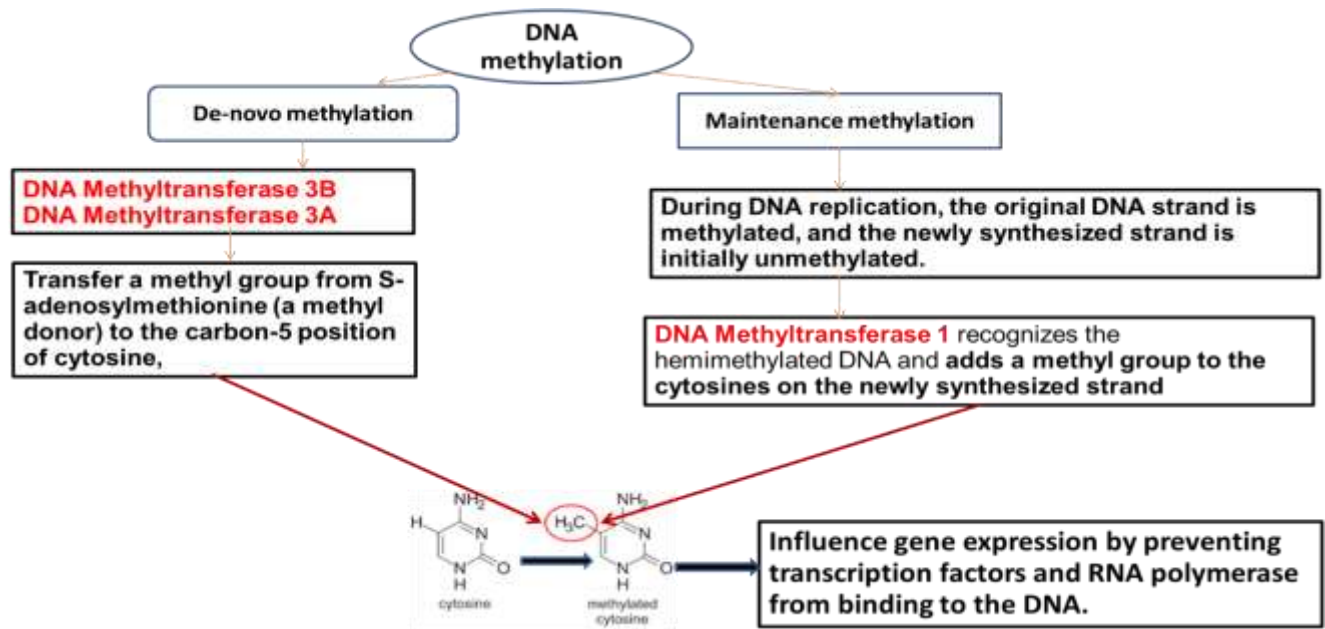 DNA
methylation
De-novo methylation
Maintenance methylation
DNA Methyltransferase 3B
DNA Methyltransferase 3A
During DNA replication, the original DNA strand is
methylated, and the newly synthesized strand is
initially unmethylated.
Transfer a methyl group from S-
adenosylmethionine (a methyl
donor) to the carbon-5 position
of cytosine,
DNA Methyltransferase 1 recognizes the
hemimethylated DNA and adds a methyl group to the
cytosines on the newly synthesized strand
NH₂
H
N
N
H
O
cytosine
NH₂
H₃C
N
N
H
O
methylated
cytosine
Influence gene expression by preventing
transcription factors and RNA polymerase
from binding to the DNA.